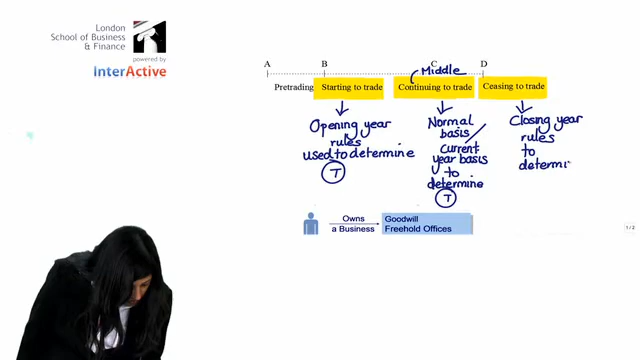 London
School of Business
& Finance
powered by
InterActive
A
B
C
D
Middle
Pretrading
Starting to trade
Continuing to trade
Ceasing to trade
Opening year
rules
used to determine
T
Normal
basis
current
year basis
to
determine
T
Closing year
rules
to
determi
Owns
a Business
Goodwill
Freehold Offices
1/2